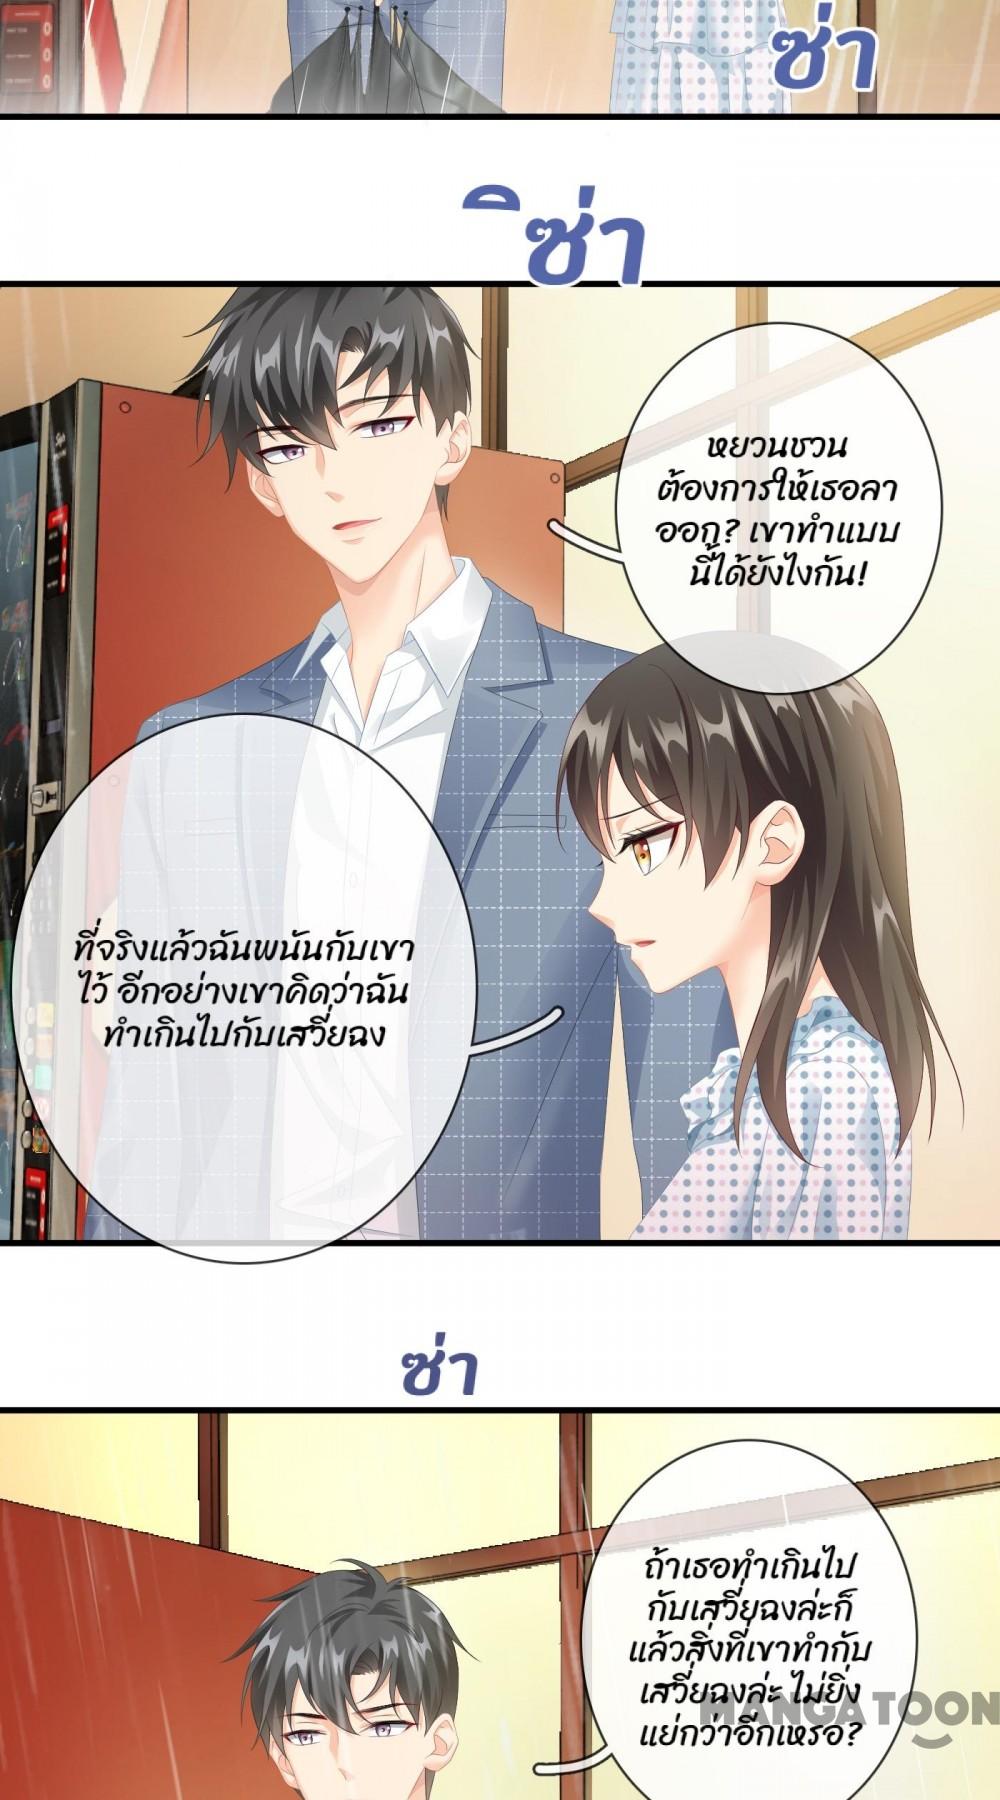 ซ่า
ซ่า
หยวนชวน
ต้องการให้เธอลา
ออก? เขาทำแบบ
นี้ได้ยังไงกัน!
ที่จริงแล้วฉันพนันกับเขา
ไว้ อีกอย่างเขาคิดว่าฉัน
ทำเกินไปกับเสวี่ยฉง
ซ่า
ถ้าเธอทำเกินไป
กับเสวี่ยฉงล่ะก็
แล้วสิ่งที่เขาทำกับ
เสวี่ยฉงล่ะ ไม่ยิ่ง
แย่กว่าอีกเหรอ?
MANGATOON